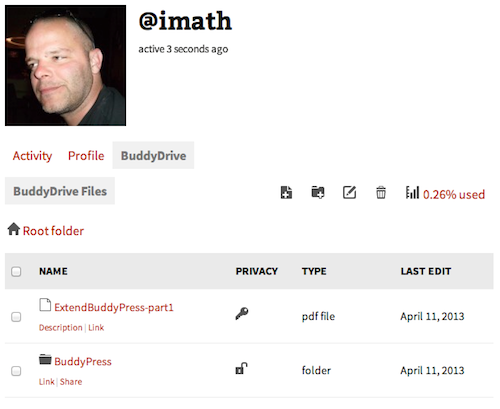 @imath
active 3 seconds ago
Activity Profile BuddyDrive
BuddyDrive Files
0.26% used
Root folder
NAME PRIVACY TYPE LAST EDIT
ExtendBuddyPress-part1 pdf file April 11, 2013
Description | Link
BuddyPress folder April 11, 2013
Link | Share